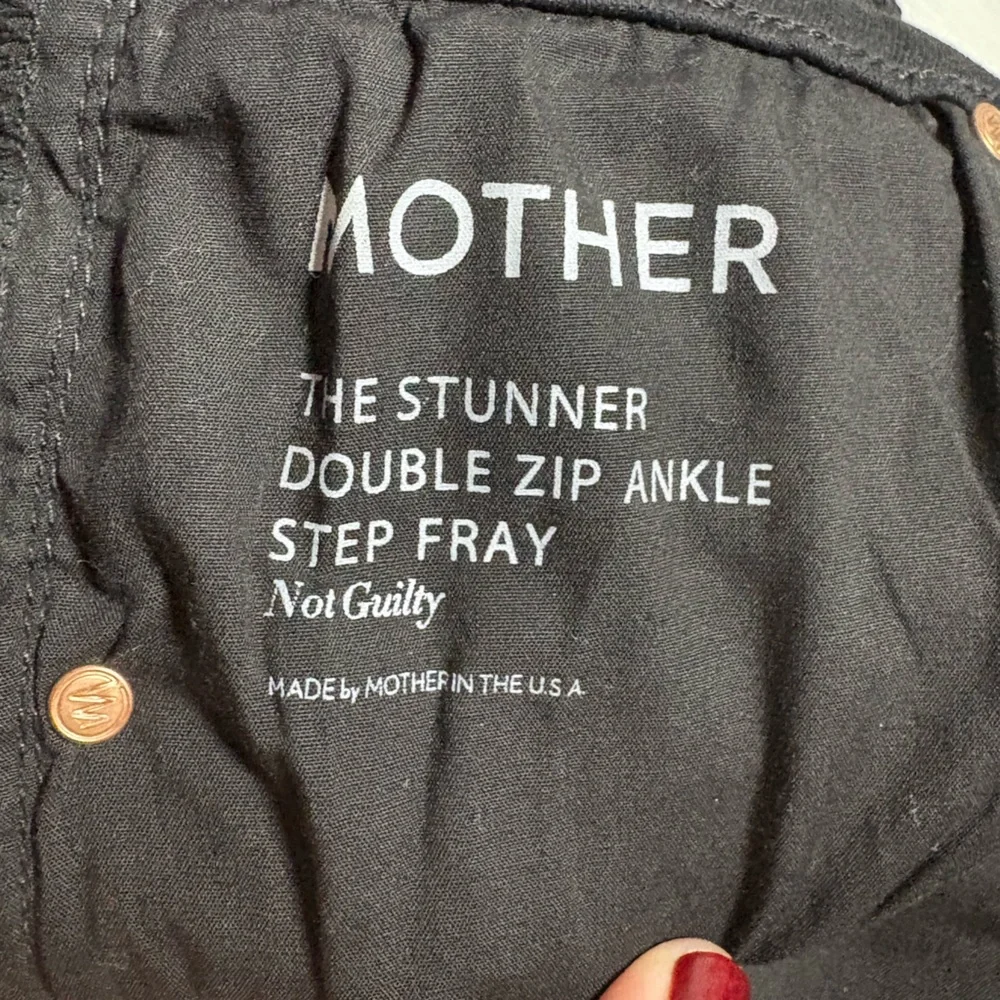 MOTHER
THE STUNNER
DOUBLE ZIP ANKLE
STEP FRAY
Not Guilty
MADE by MOTHER IN THE U.S.A.